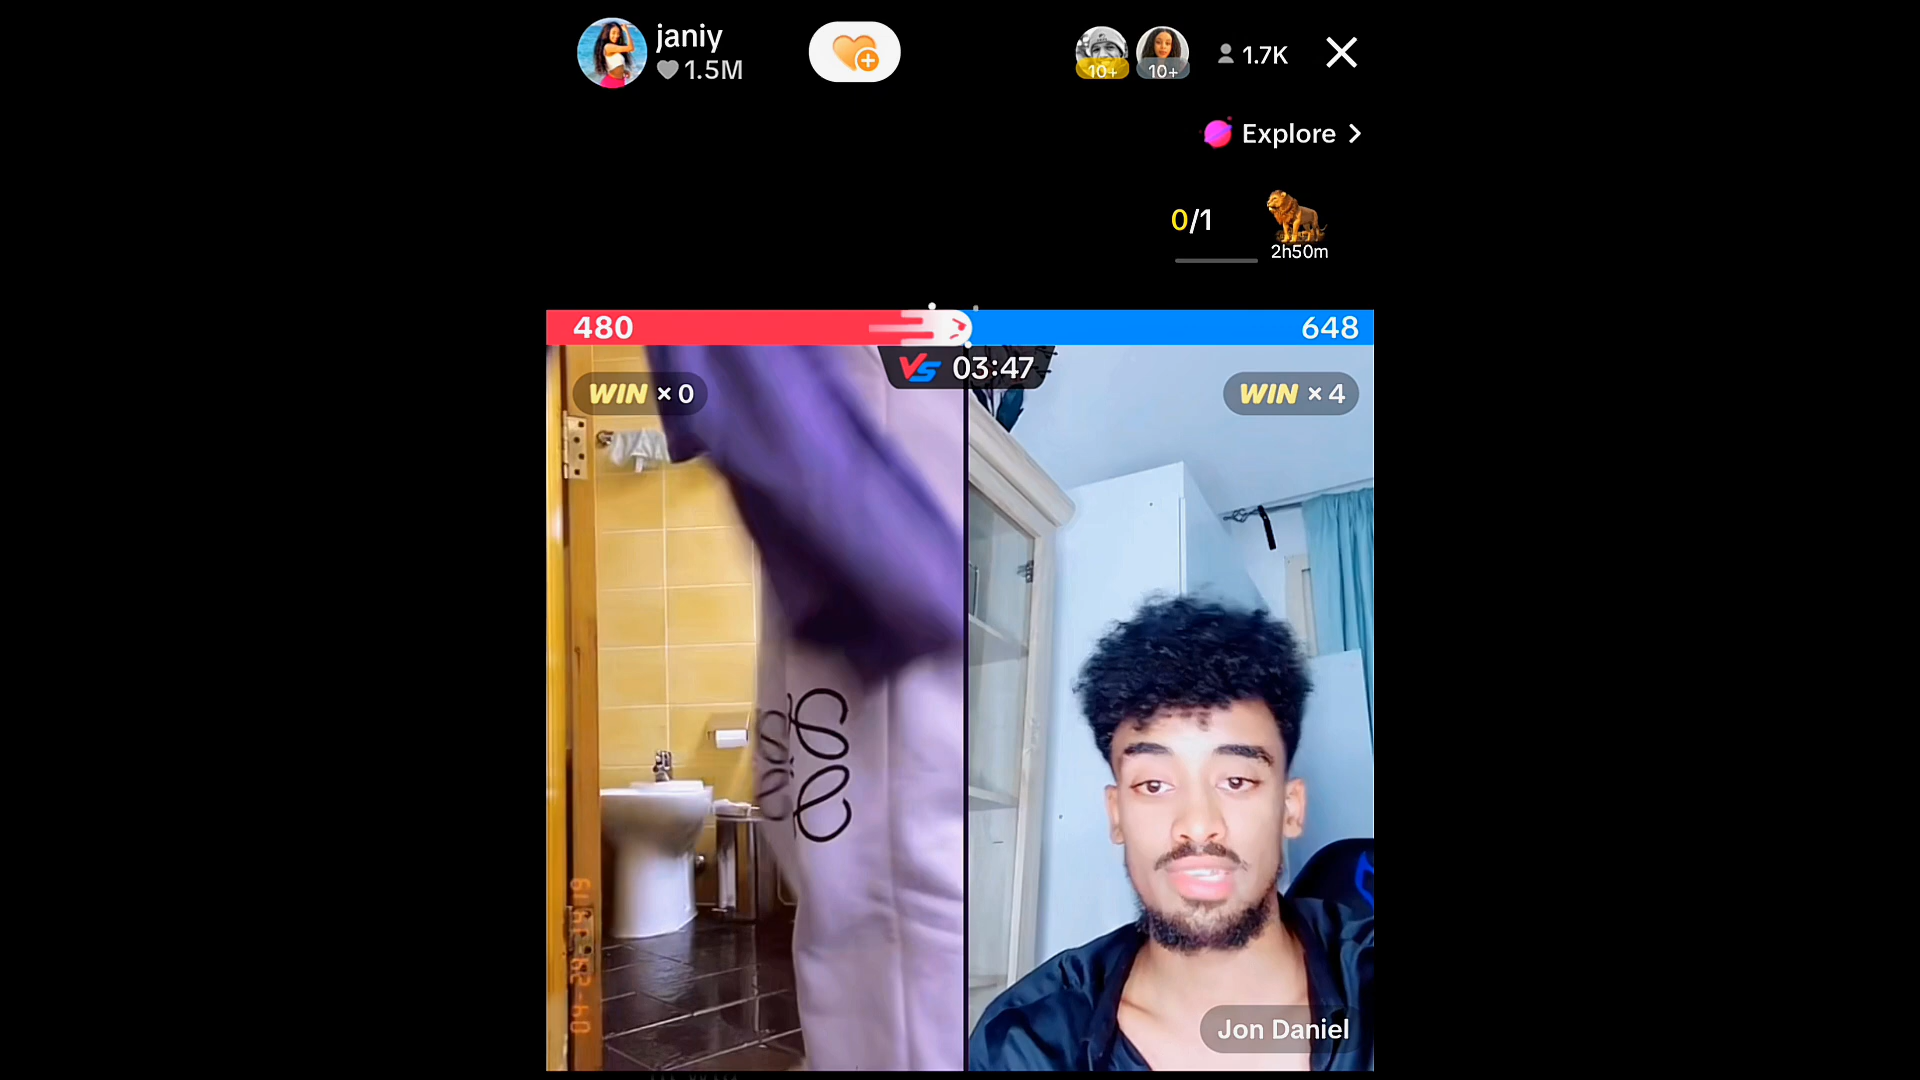 janiy
1.5M
10+
10+
1.7K
Explore
0/1
2h50m
480
648
VS 03:47
WIN × 0
WIN × 4
Jon Daniel